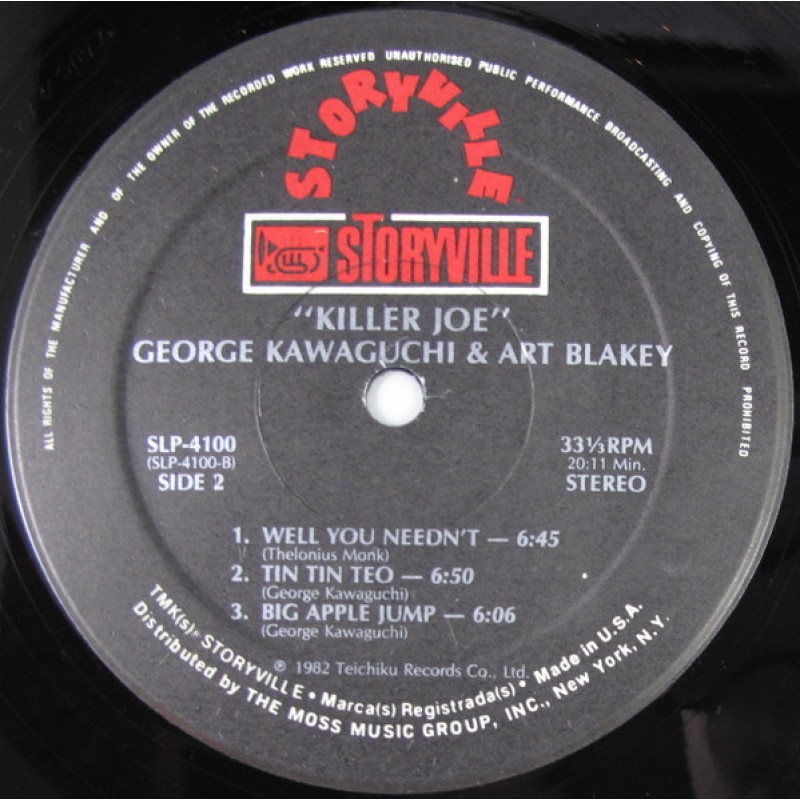 ALL RIGHTS OF THE MANUFACTURER AND OF THE OWNER OF THE RECORDED WORK RESERVED UNAUTHORISED PUBLIC PERFORMANCE, BROADCASTING AND COPYING OF THIS RECORD PROHIBITED
STORYVILLE
STORYVILLE
"KILLER JOE"
GEORGE KAWAGUCHI & ART BLAKEY
SLP-4100
(SLP-4100-B)
SIDE 2
33⅓RPM
20:11 Min.
STEREO
1. WELL YOU NEEDN'T — 6:45
(Thelonius Monk)
2. TIN TIN TEO — 6:50
(George Kawaguchi)
3. BIG APPLE JUMP — 6:06
(George Kawaguchi)
℗ 1982 Teichiku Records Co., Ltd.
TMK(s)® STORYVILLE • Marca(s) Registrada(s) • Made in U.S.A.
Distributed by THE MOSS MUSIC GROUP, INC., New York, N.Y.